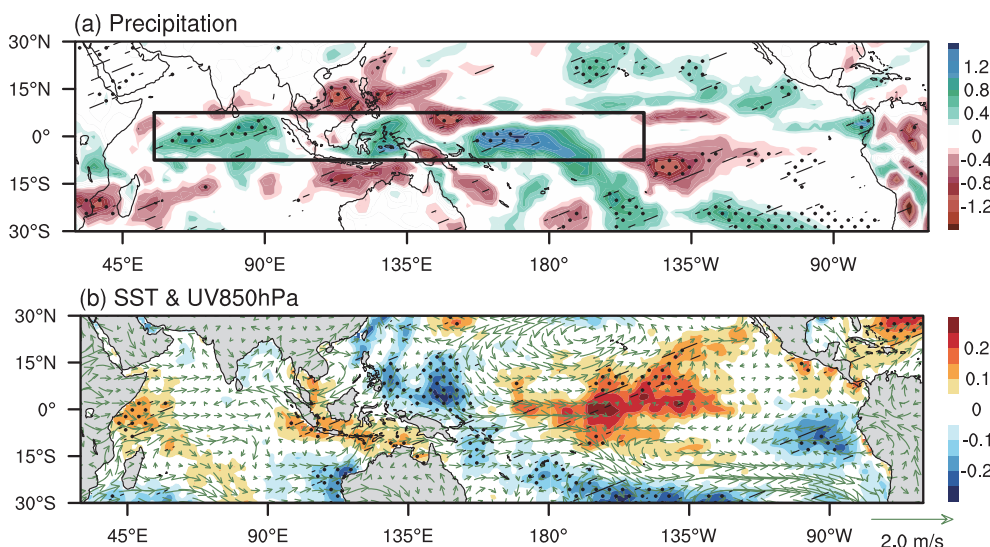 (a) Precipitation
30°N
15°N
0°
15°S
30°S
45°E 90°E 135°E 180° 135°W 90°W
1.2
0.8
0.4
0
-0.4
-0.8
-1.2
(b) SST & UV850hPa
30°N
15°N
0°
15°S
30°S
45°E 90°E 135°E 180° 135°W 90°W
0.2
0.1
0
-0.1
-0.2
2.0 m/s